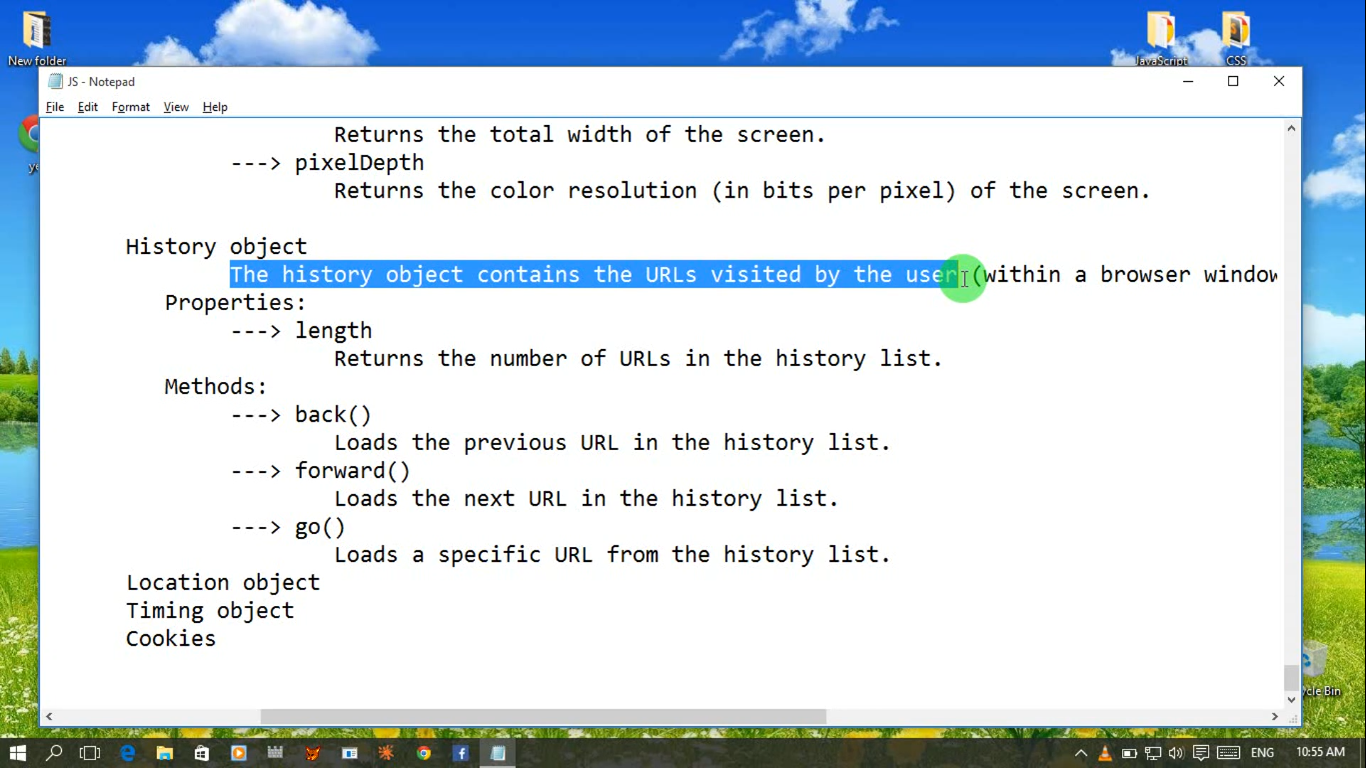 New folder
JavaScript
CSS
JS - Notepad
File Edit Format View Help
Returns the total width of the screen.
---> pixelDepth
Returns the color resolution (in bits per pixel) of the screen.
History object
The history object contains the URLs visited by the user (within a browser window
Properties:
---> length
Returns the number of URLs in the history list.
Methods:
---> back()
Loads the previous URL in the history list.
---> forward()
Loads the next URL in the history list.
---> go()
Loads a specific URL from the history list.
Location object
Timing object
Cookies
ycle Bin
ENG
10:55 AM